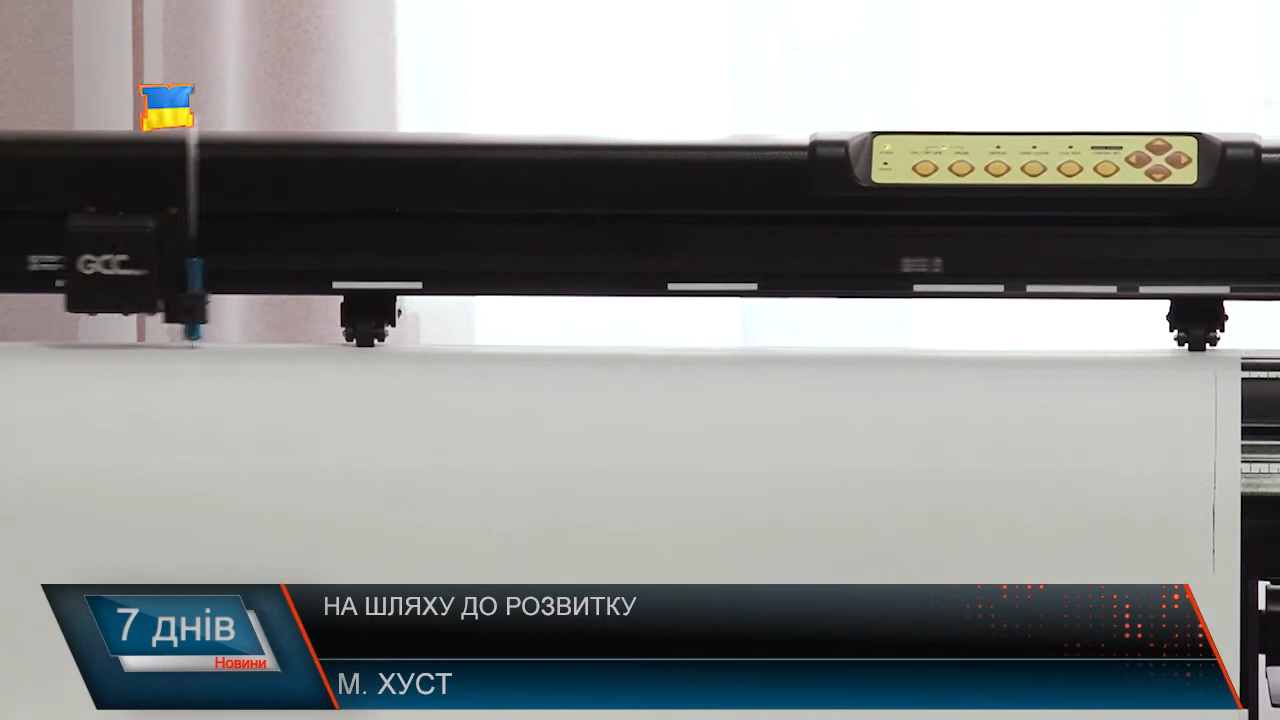 GCC
НА ШЛЯХУ ДО РОЗВИТКУ
7 днів
Новини
М. ХУСТ